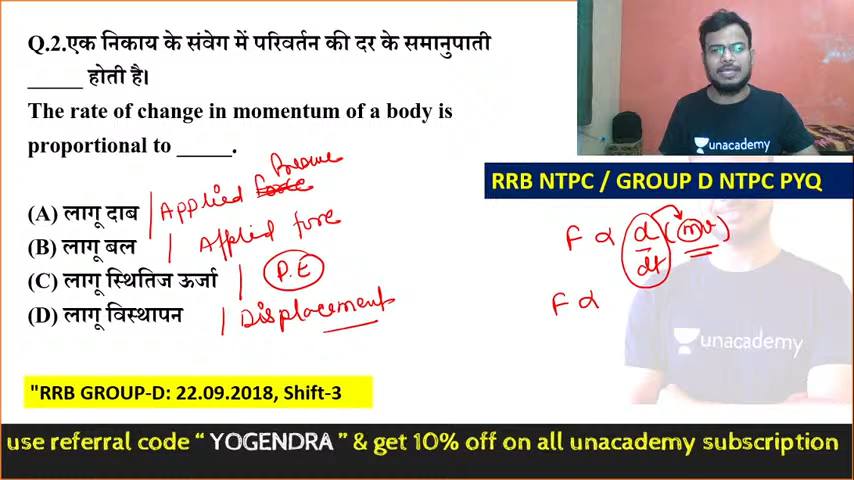 Q.2.एक निकाय के संवेग में परिवर्तन की दर के समानुपाती
_____ होती है।
The rate of change in momentum of a body is
proportional to _____.
(A) लागू दाब | Applied
(B) लागू बल | Applied
(C) लागू स्थितिज ऊर्जा | P.E
(D) लागू विस्थापन | Displacement
"RRB GROUP-D: 22.09.2018, Shift-3
unacademy
RRB NTPC / GROUP D NTPC PYQ
F ∝ d/dt (mv)
F ∝
unacademy
use referral code “ YOGENDRA ” & get 10% off on all unacademy subscription